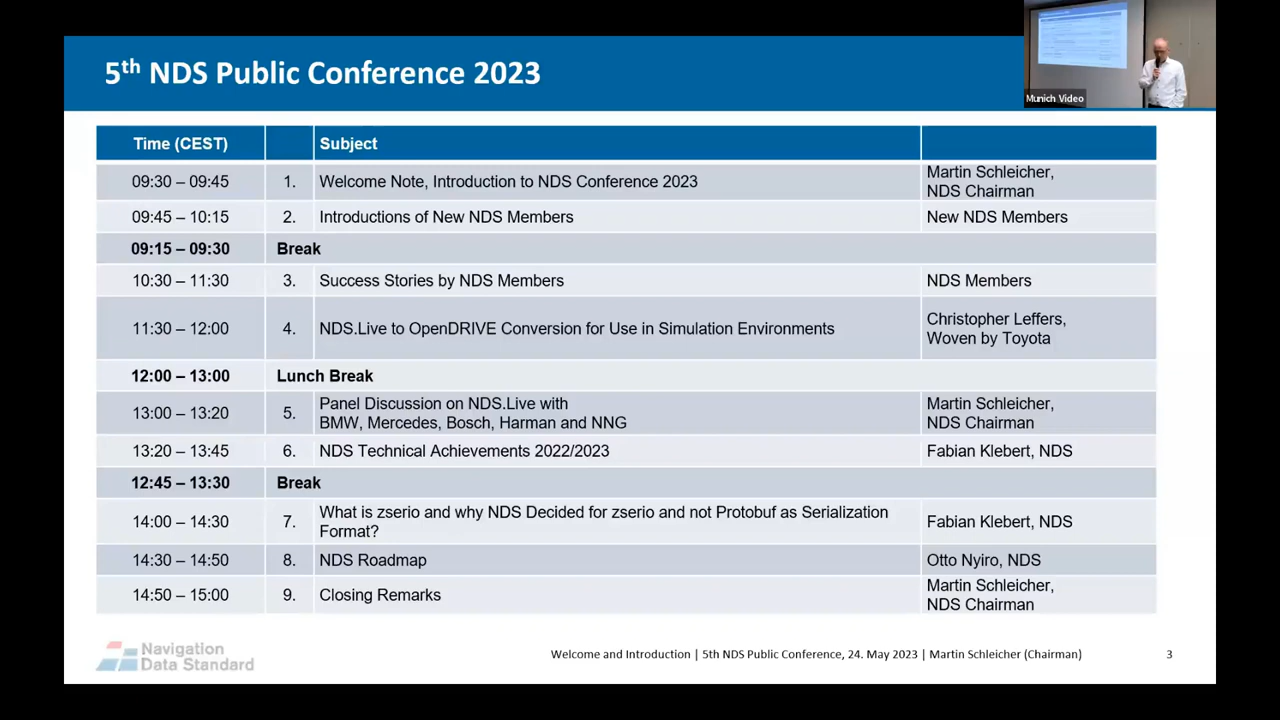 5th NDS Public Conference 2023
Munich Video
Time (CEST) Subject
09:30 – 09:45 1. Welcome Note, Introduction to NDS Conference 2023 Martin Schleicher,
NDS Chairman
09:45 – 10:15 2. Introductions of New NDS Members New NDS Members
09:15 – 09:30 Break
10:30 – 11:30 3. Success Stories by NDS Members NDS Members
11:30 – 12:00 4. NDS.Live to OpenDRIVE Conversion for Use in Simulation Environments Christopher Leffers,
Woven by Toyota
12:00 – 13:00 Lunch Break
13:00 – 13:20 5. Panel Discussion on NDS.Live with Martin Schleicher,
BMW, Mercedes, Bosch, Harman and NNG NDS Chairman
13:20 – 13:45 6. NDS Technical Achievements 2022/2023 Fabian Klebert, NDS
12:45 – 13:30 Break
14:00 – 14:30 7. What is zserio and why NDS Decided for zserio and not Protobuf as Serialization Fabian Klebert, NDS
Format?
14:30 – 14:50 8. NDS Roadmap Otto Nyiro, NDS
14:50 – 15:00 9. Closing Remarks Martin Schleicher,
NDS Chairman
Navigation
Data Standard
Welcome and Introduction | 5th NDS Public Conference, 24. May 2023 | Martin Schleicher (Chairman) 3